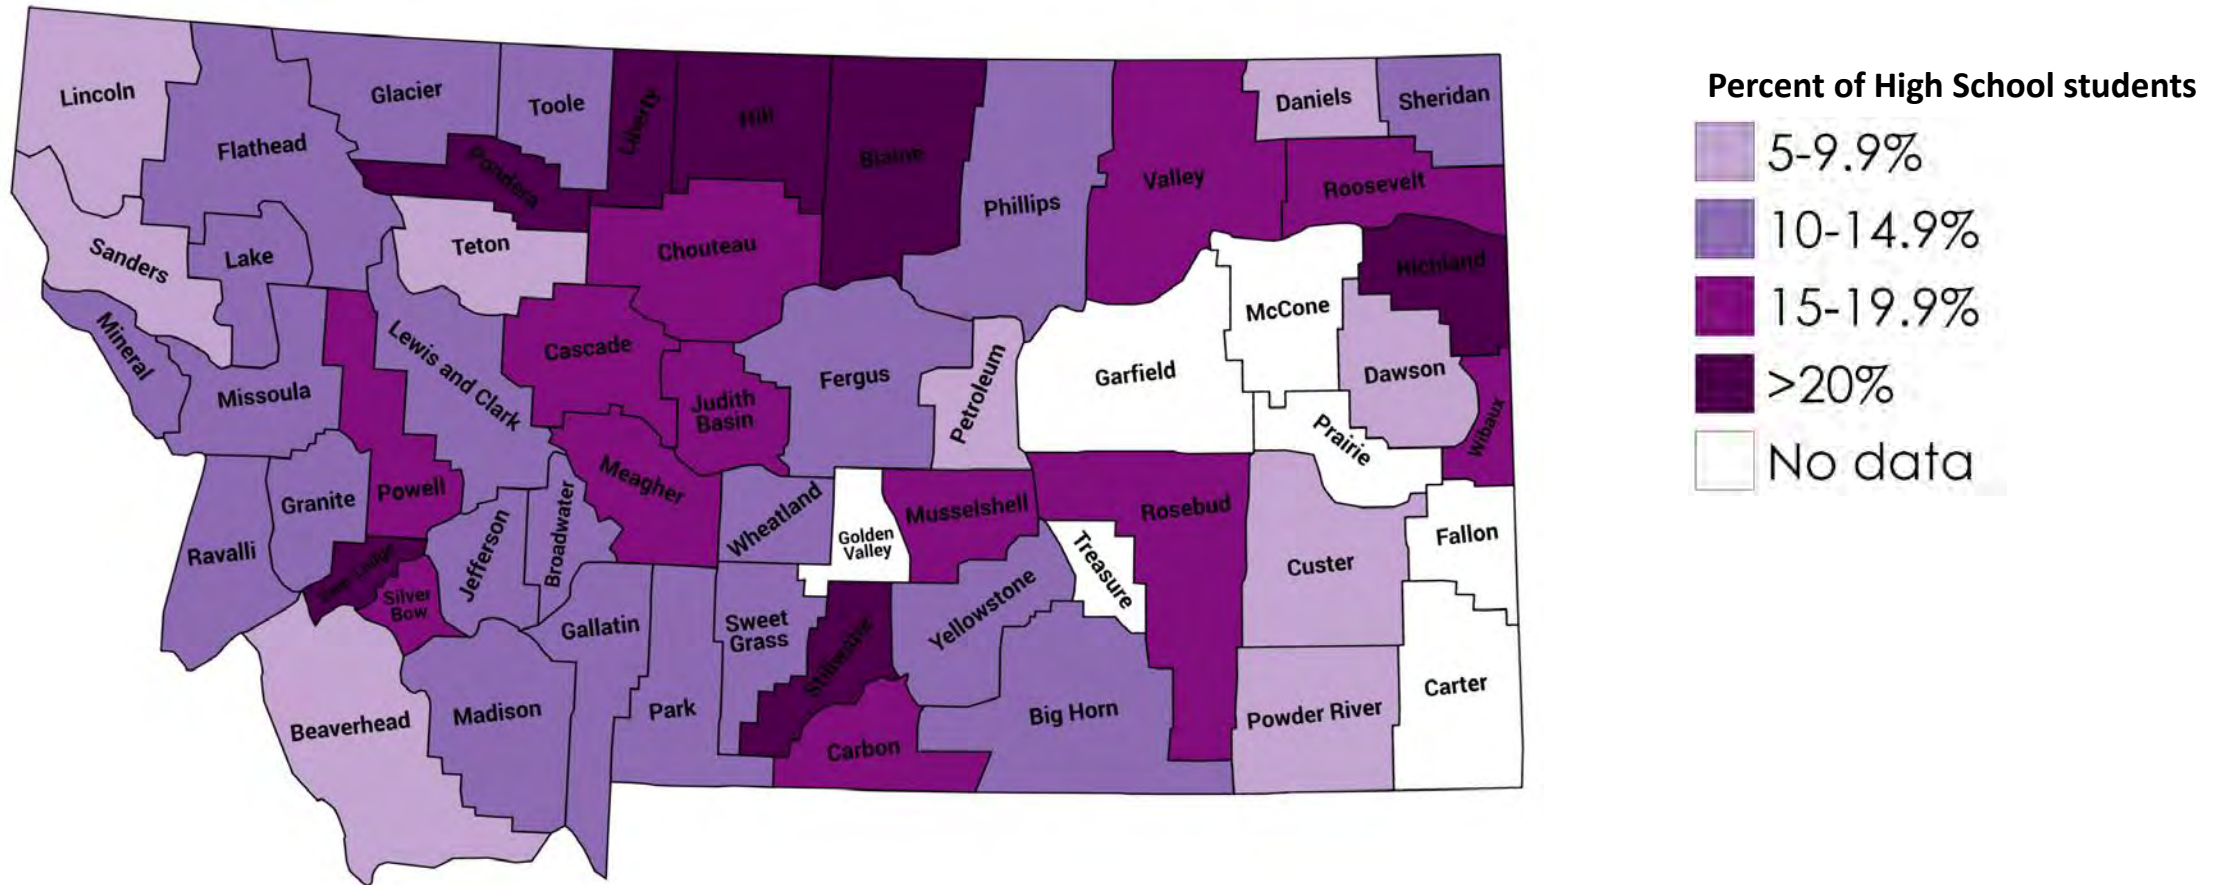 Percent of High School students
5-9.9%
10-14.9%
15-19.9%
>20%
No data
Lincoln
Flathead
Glacier
Toole
Liberty
Hill
Blaine
Phillips
Valley
Daniels
Sheridan
Roosevelt
Richland
Pondera
Teton
Chouteau
Sanders
Lake
Mineral
Missoula
Lewis and Clark
Cascade
Judith
Basin
Fergus
Petroleum
Garfield
McCone
Dawson
Prairie
Wibaux
Ravalli
Granite
Powell
Deer Lodge
Silver
Bow
Jefferson
Broadwater
Meagher
Wheatland
Golden
Valley
Musselshell
Rosebud
Treasure
Custer
Fallon
Beaverhead
Madison
Gallatin
Park
Sweet
Grass
Stillwater
Yellowstone
Carbon
Big Horn
Powder River
Carter